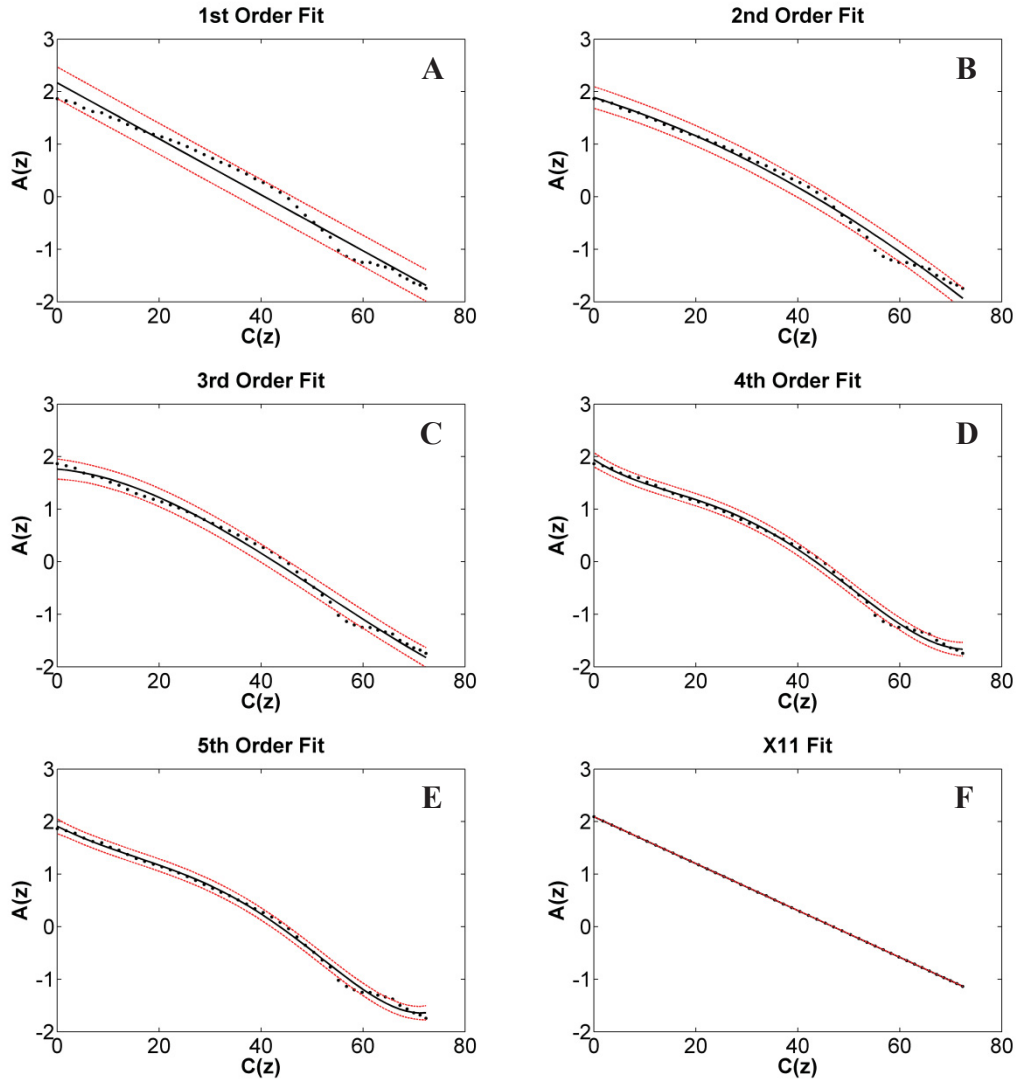 1st Order Fit
A
3
2
1
0
-1
-2
0 20 40 60 80
A(z)
C(z)
2nd Order Fit
B
3
2
1
0
-1
-2
0 20 40 60 80
A(z)
C(z)
3rd Order Fit
C
3
2
1
0
-1
-2
0 20 40 60 80
A(z)
C(z)
4th Order Fit
D
3
2
1
0
-1
-2
0 20 40 60 80
A(z)
C(z)
5th Order Fit
E
3
2
1
0
-1
-2
0 20 40 60 80
A(z)
C(z)
X11 Fit
F
3
2
1
0
-1
-2
0 20 40 60 80
A(z)
C(z)